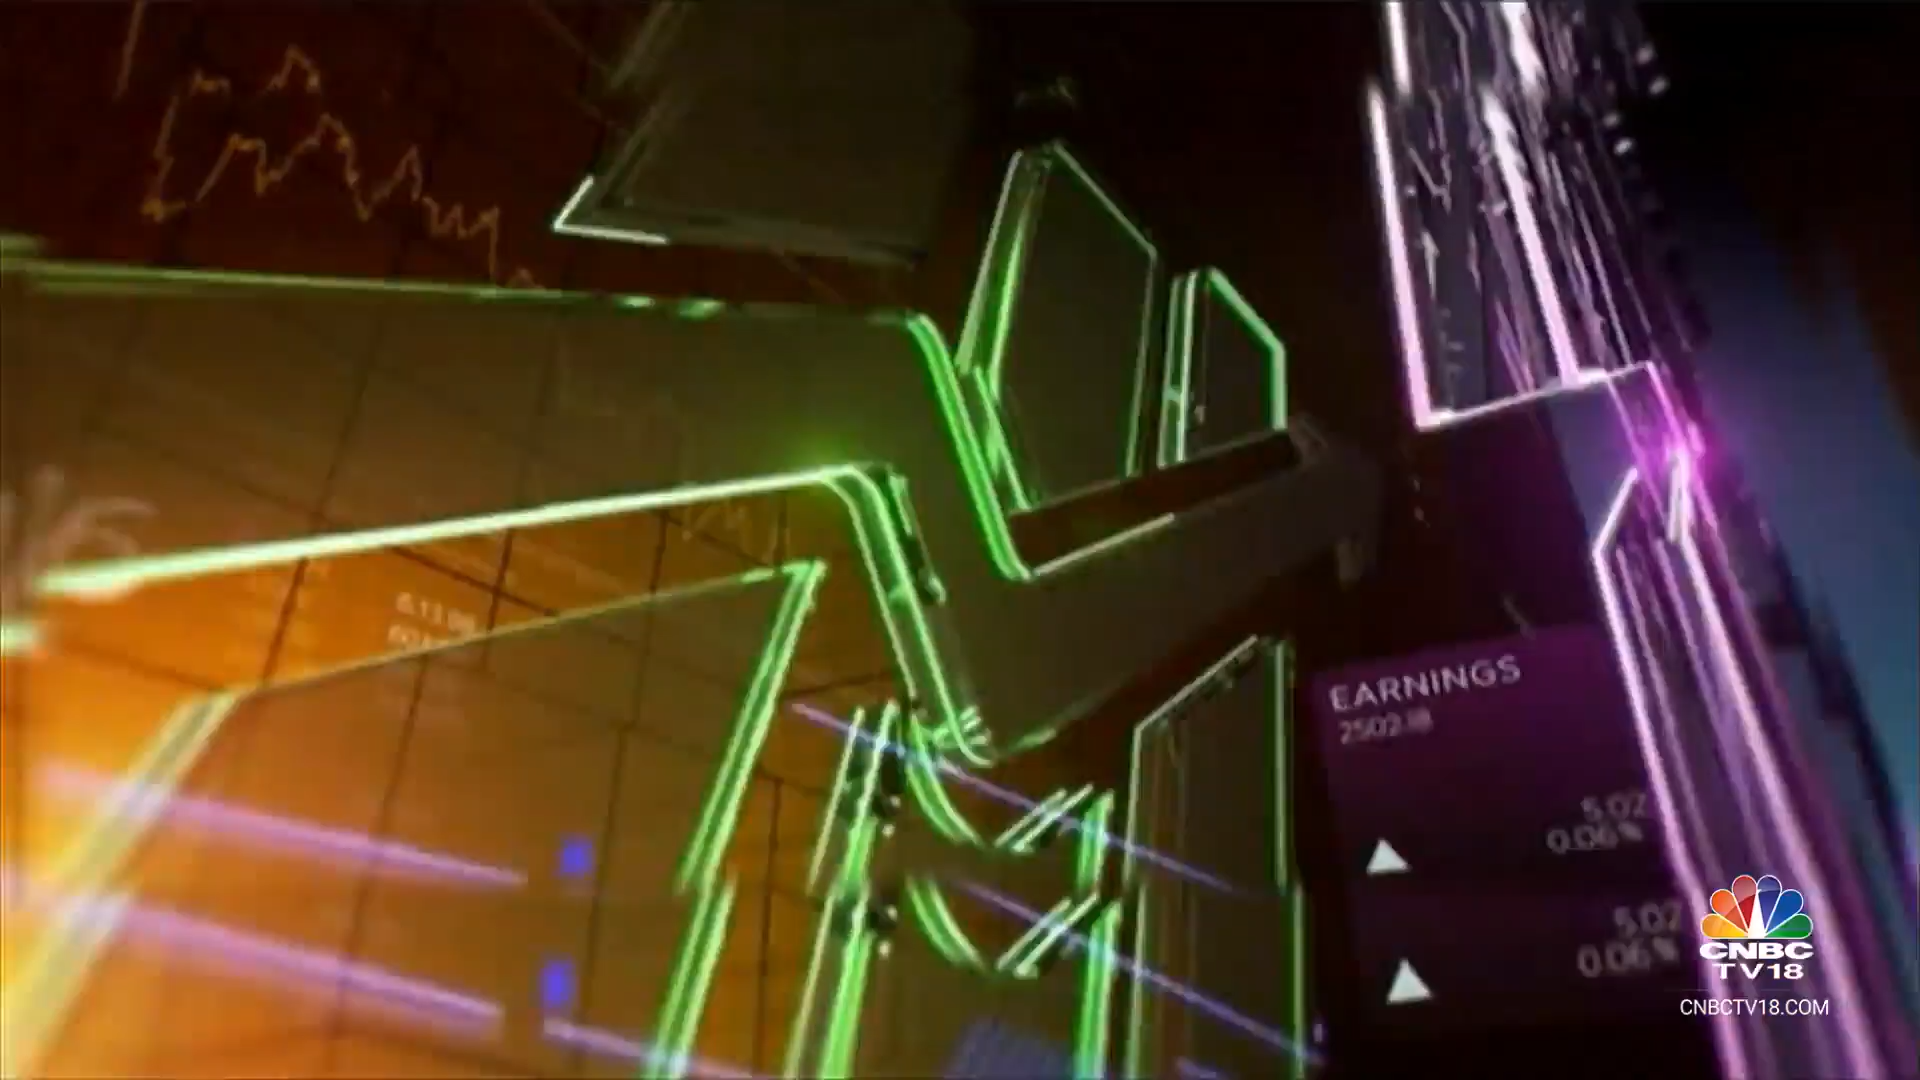 EARNINGS
2502.18
5.02
0.06%
5.02
0.06%
CNBC
TV18
CNBCTV18.COM